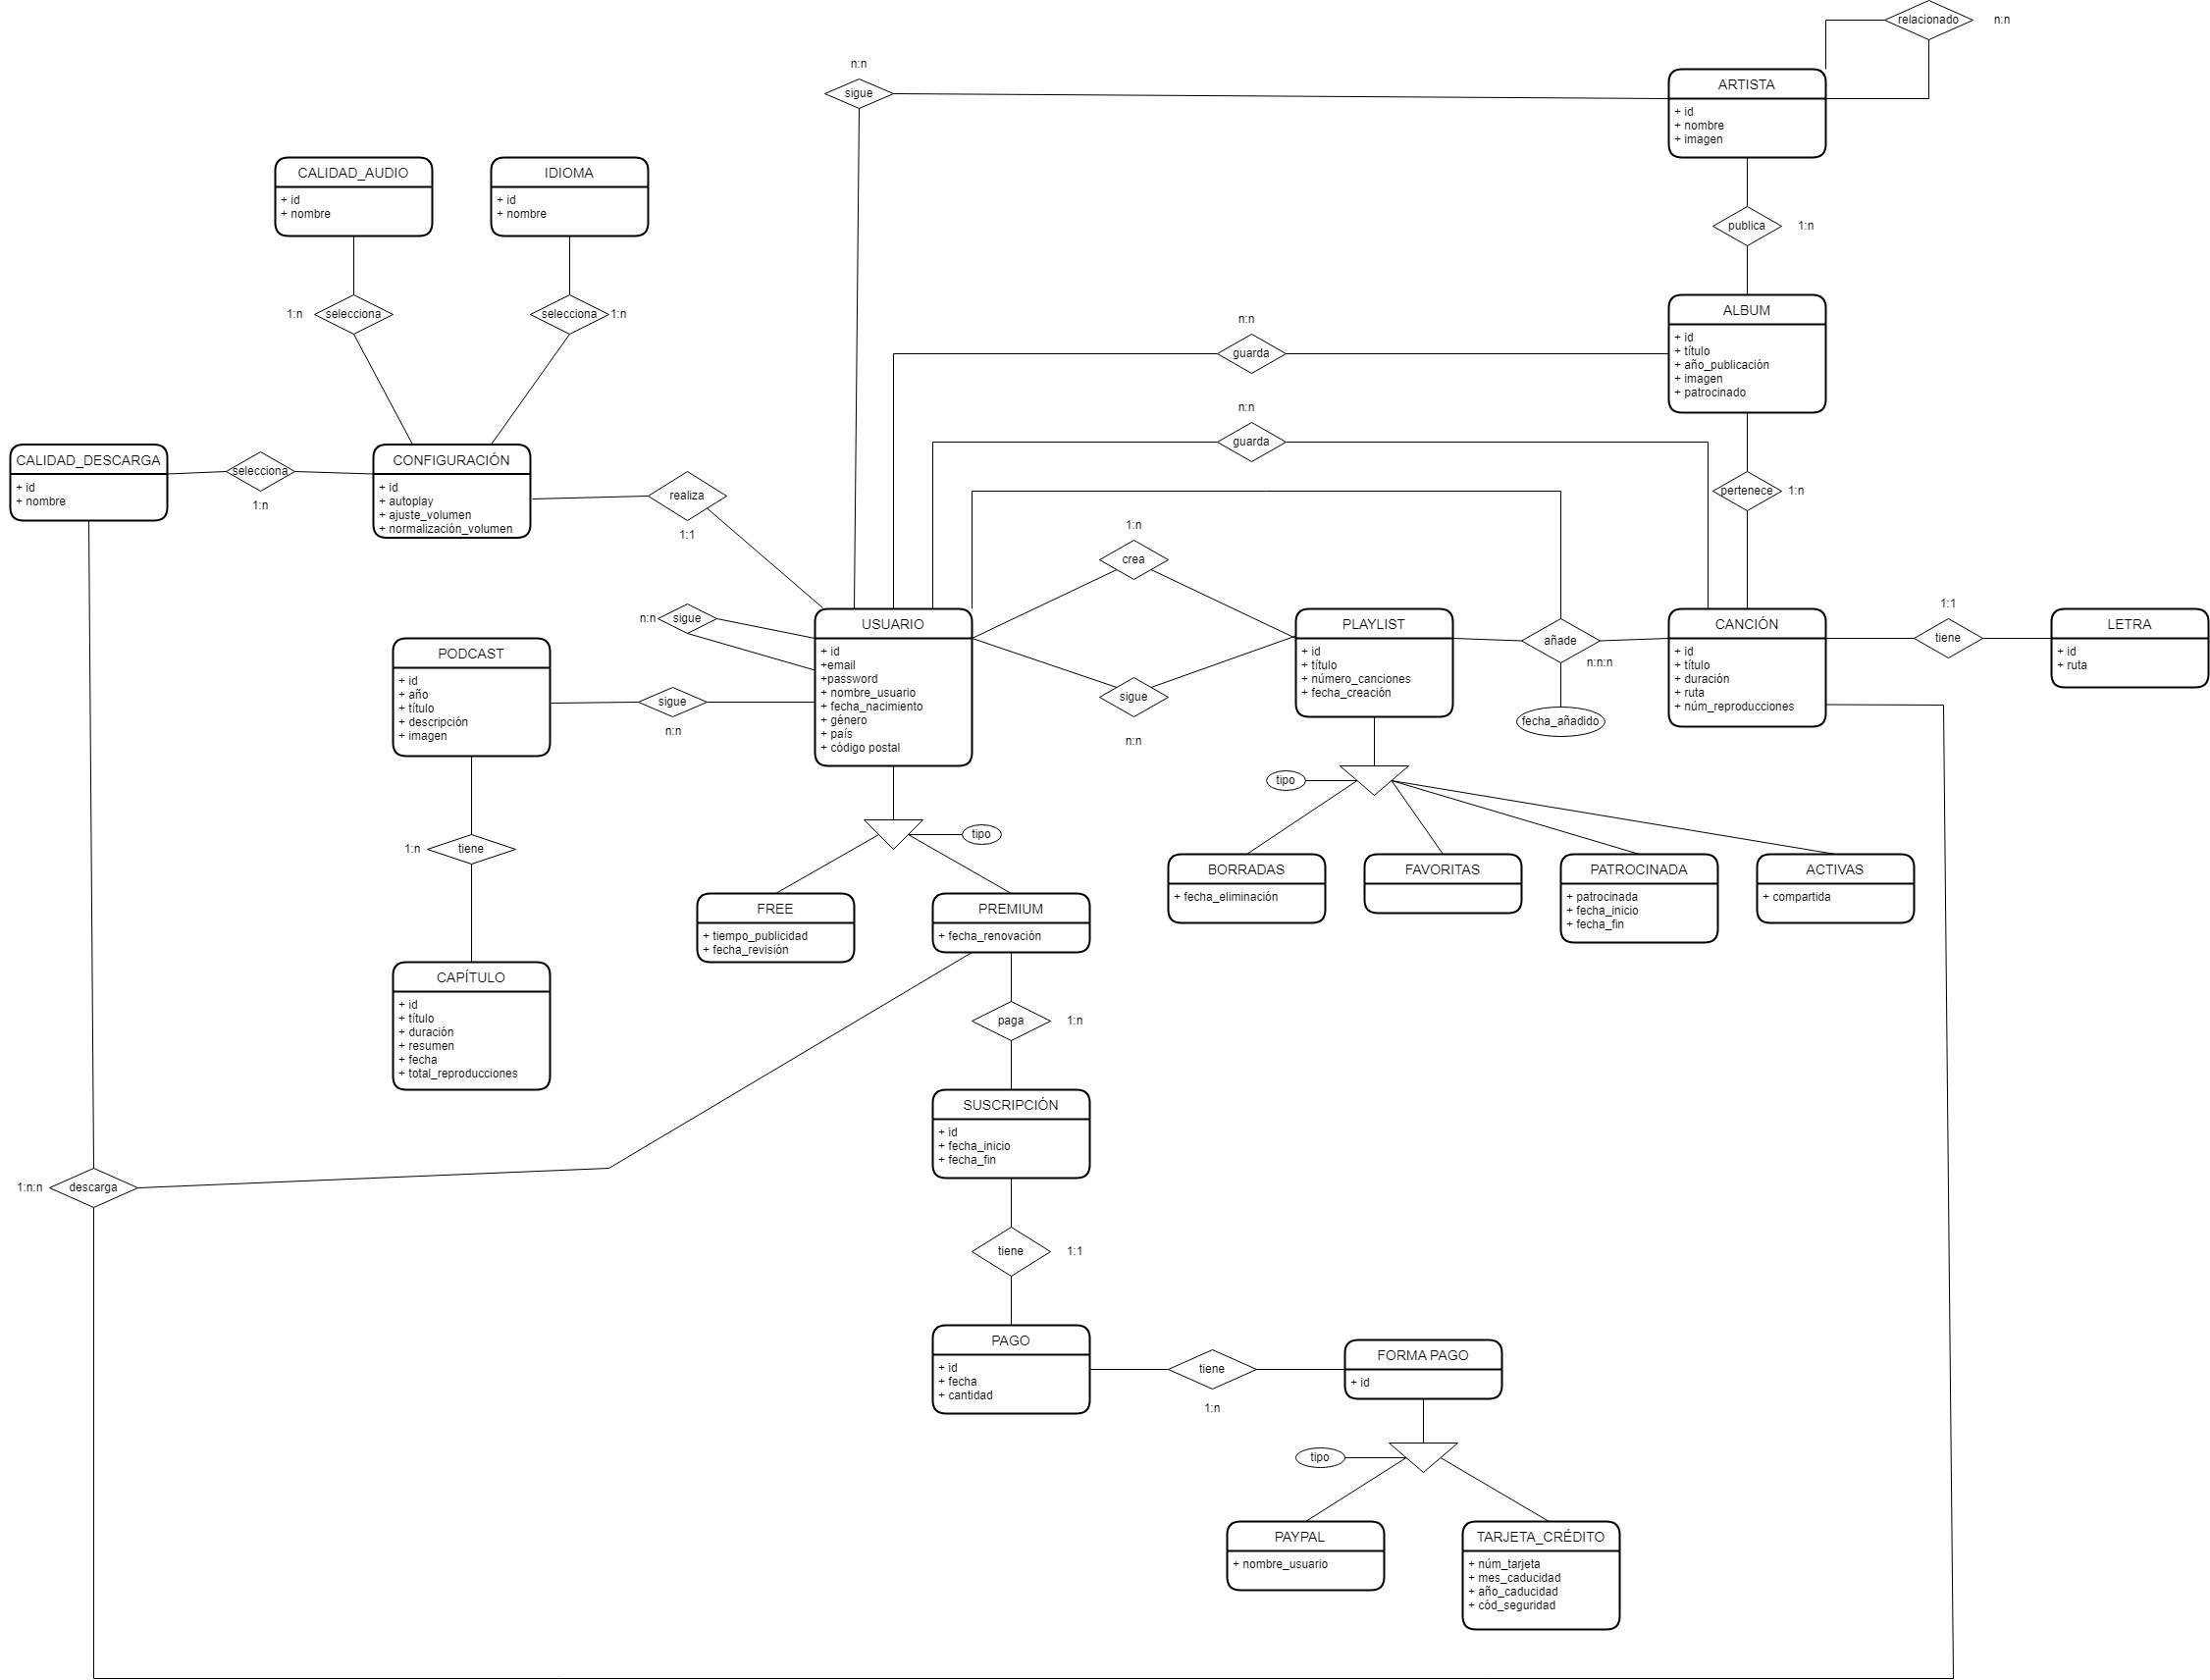 relacionado
n:n
n:n
sigue
ARTISTA
+ id
+ nombre
+ imagen
CALIDAD_AUDIO
+ id
+ nombre
IDIOMA
+ id
+ nombre
publica
1:n
1:n
selecciona
selecciona
1:n
n:n
guarda
ALBUM
+ id
+ título
+ año_publicación
+ imagen
+ patrocinado
n:n
guarda
CALIDAD_DESCARGA
+ id
+ nombre
selecciona
1:n
CONFIGURACIÓN
+ id
+ autoplay
+ ajuste_volumen
+ normalización_volumen
realiza
1:1
pertenece
1:n
1:n
crea
n:n
sigue
USUARIO
+ id
+email
+password
+ nombre_usuario
+ fecha_nacimiento
+ género
+ país
+ código postal
PLAYLIST
+ id
+ título
+ número_canciones
+ fecha_creación
añade
n:n:n
fecha_añadido
CANCIÓN
+ id
+ título
+ duración
+ ruta
+ núm_reproducciones
1:1
tiene
LETRA
+ id
+ ruta
PODCAST
+ id
+ año
+ título
+ descripción
+ imagen
sigue
n:n
sigue
n:n
tipo
tipo
1:n
tiene
BORRADAS
+ fecha_eliminación
FAVORITAS
PATROCINADA
+ patrocinada
+ fecha_inicio
+ fecha_fin
ACTIVAS
+ compartida
FREE
+ tiempo_publicidad
+ fecha_revisión
PREMIUM
+ fecha_renovación
CAPÍTULO
+ id
+ título
+ duración
+ resumen
+ fecha
+ total_reproducciones
paga
1:n
SUSCRIPCIÓN
+ id
+ fecha_inicio
+ fecha_fin
1:n:n
descarga
tiene
1:1
PAGO
+ id
+ fecha
+ cantidad
tiene
1:n
FORMA PAGO
+ id
tipo
PAYPAL
+ nombre_usuario
TARJETA_CRÉDITO
+ núm_tarjeta
+ mes_caducidad
+ año_caducidad
+ cód_seguridad